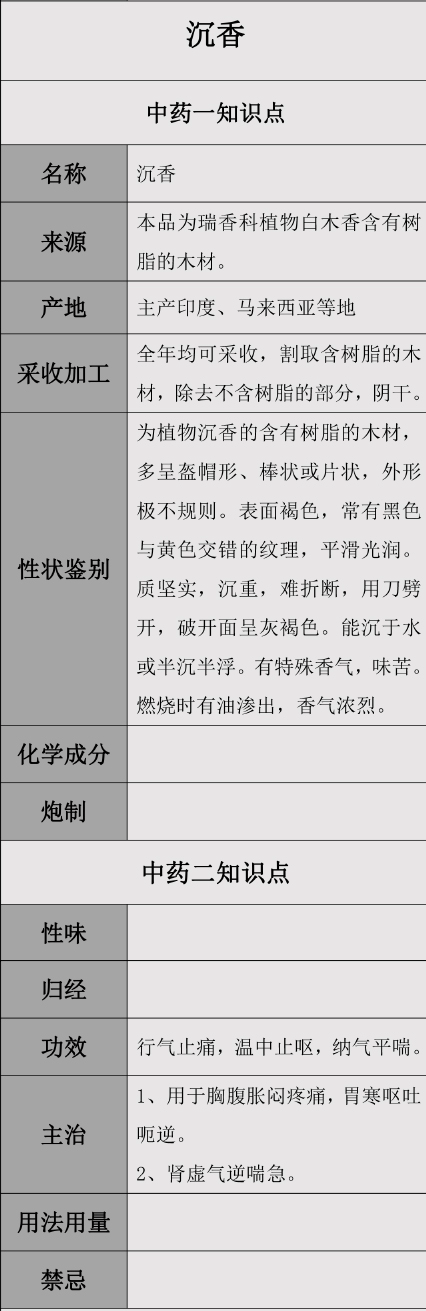 沉香
中药一知识点
名称
沉香
来源
本品为瑞香科植物白木香含有树
脂的木材。
产地
主产印度、马来西亚等地
采收加工
全年均可采收，割取含树脂的木
材，除去不含树脂的部分，阴干。
性状鉴别
为植物沉香的含有树脂的木材，
多呈盔帽形、棒状或片状，外形
极不规则。表面褐色，常有黑色
与黄色交错的纹理，平滑光润。
质坚实，沉重，难折断，用刀劈
开，破开面呈灰褐色。能沉于水
或半沉半浮。有特殊香气，味苦。
燃烧时有油渗出，香气浓烈。
化学成分
炮制
中药二知识点
性味
归经
功效
行气止痛，温中止呕，纳气平喘。
主治
1、用于胸腹胀闷疼痛，胃寒呕吐
呃逆。
2、肾虚气逆喘急。
用法用量
禁忌